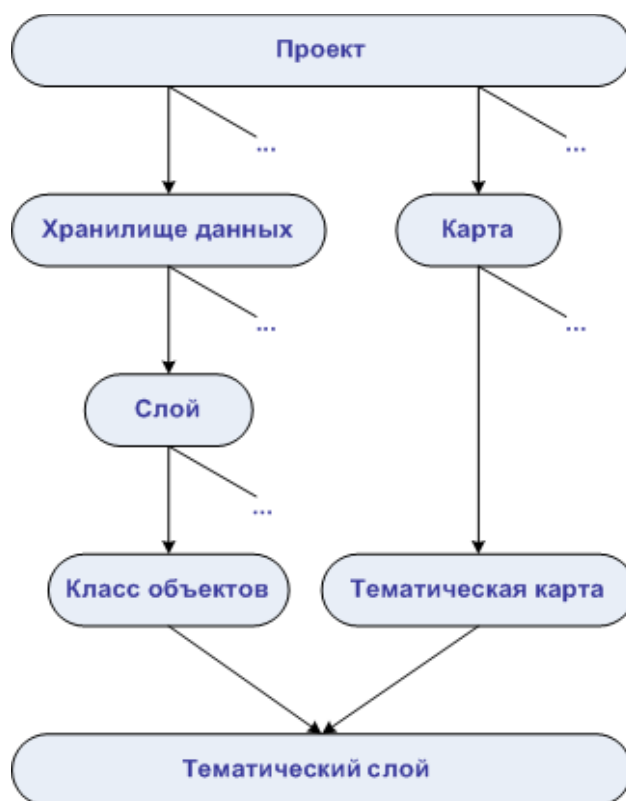 Проект
... ...
Хранилище данных Карта
... ...
Слой
...
Класс объектов Тематическая карта
Тематический слой